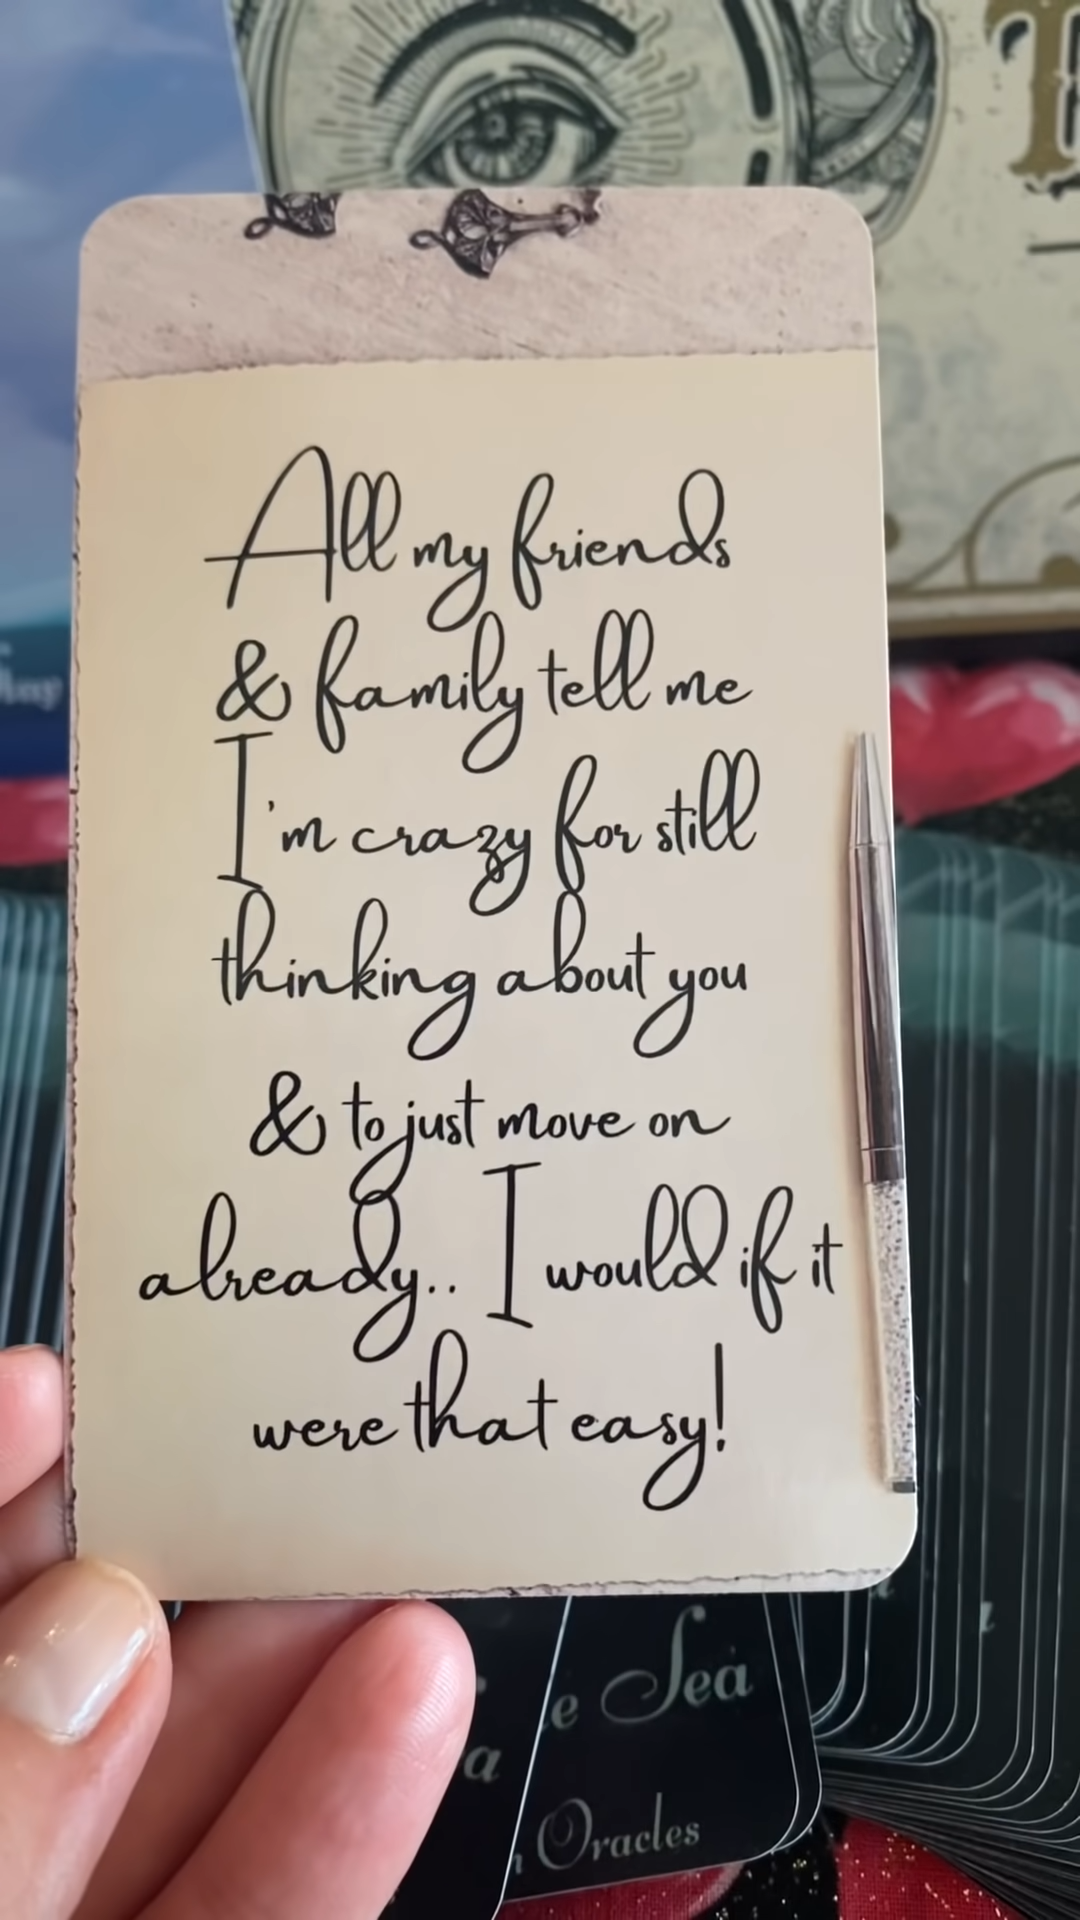 All my friends
& family tell me
I'm crazy for still
thinking about you
& to just move on
already.. I would if it
were that easy!
e Sea
a
Oracles